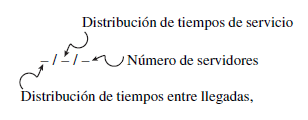 Distribución de tiempos de servicio
– / – / – Número de servidores
Distribución de tiempos entre llegadas,